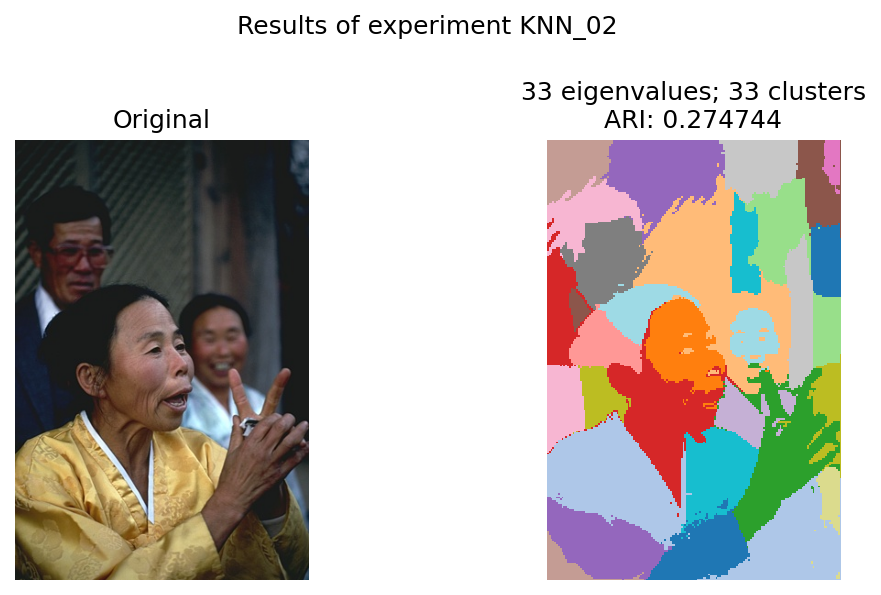 Results of experiment KNN_02
Original
33 eigenvalues; 33 clusters
ARI: 0.274744